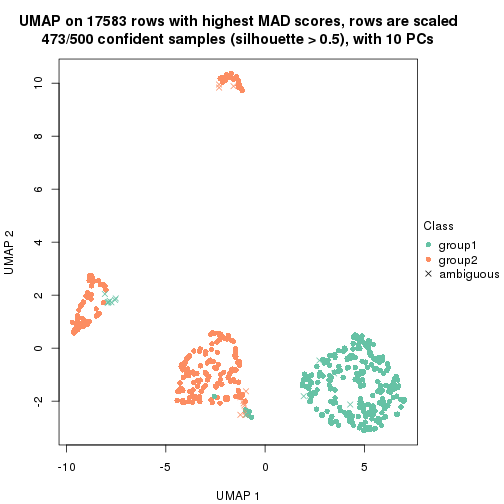 UMAP on 17583 rows with highest MAD scores, rows are scaled
473/500 confident samples (silhouette > 0.5), with 10 PCs
10
8
6
4
2
0
-2
UMAP 2
-10
-5
0
5
UMAP 1
Class
group1
group2
ambiguous